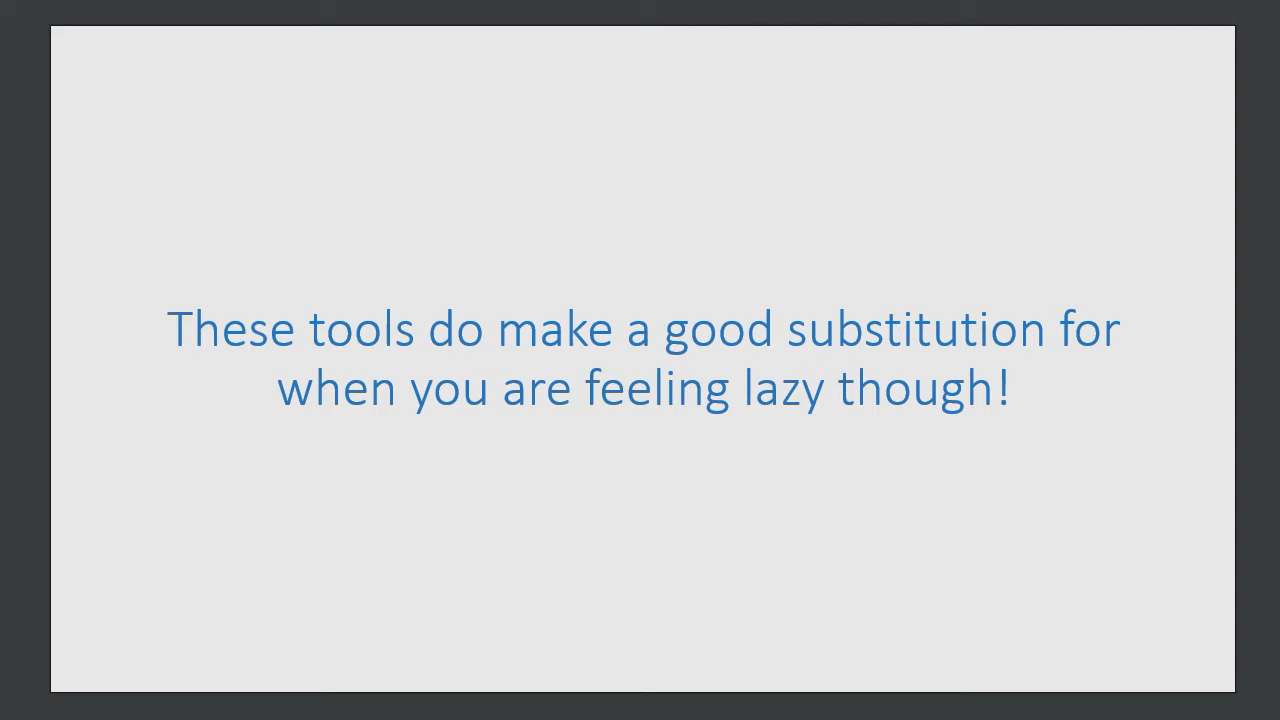 These tools do make a good substitution for
when you are feeling lazy though!